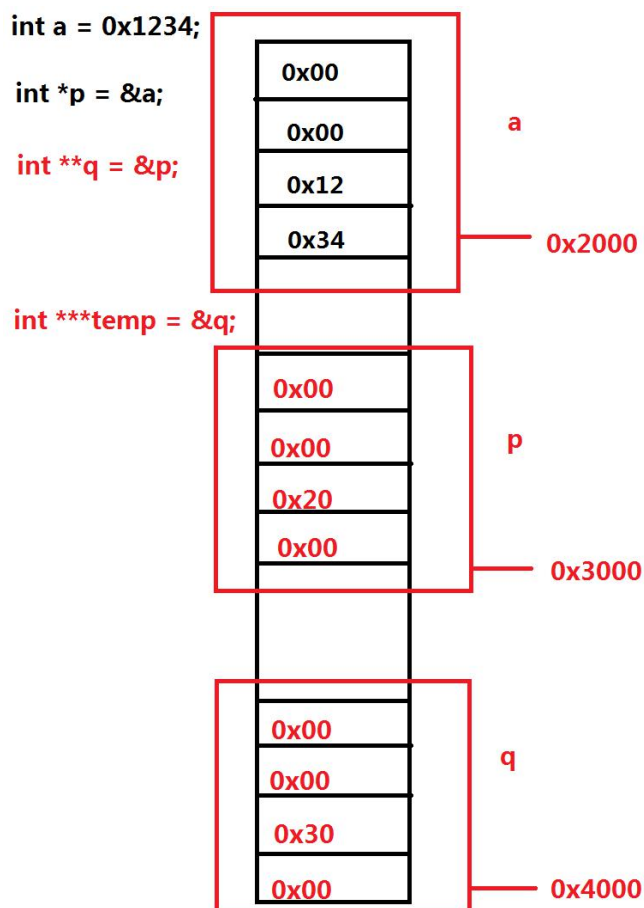 int a = 0x1234;
0x00
int *p = &a;
0x00
a
int **q = &p;
0x12
0x34
0x2000
int ***temp = &q;
0x00
0x00
p
0x20
0x00
0x3000
0x00
0x00
q
0x30
0x00
0x4000